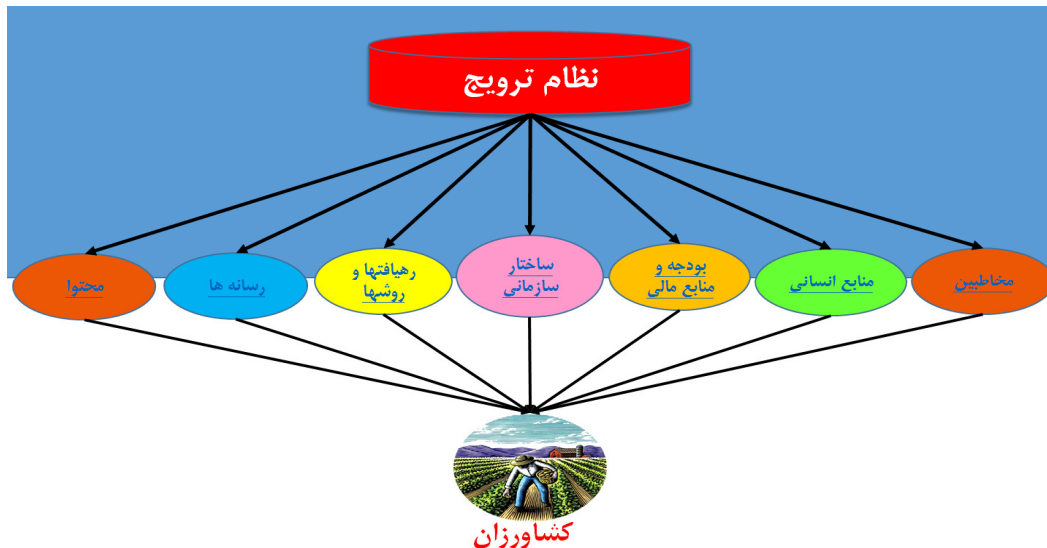 نظام ترویج
مخاطبین
منابع انسانی
بودجه و
منابع مالی
ساختار
سازمانی
رهیافتها و
روشها
رسانه ها
محتوا
کشاورزان